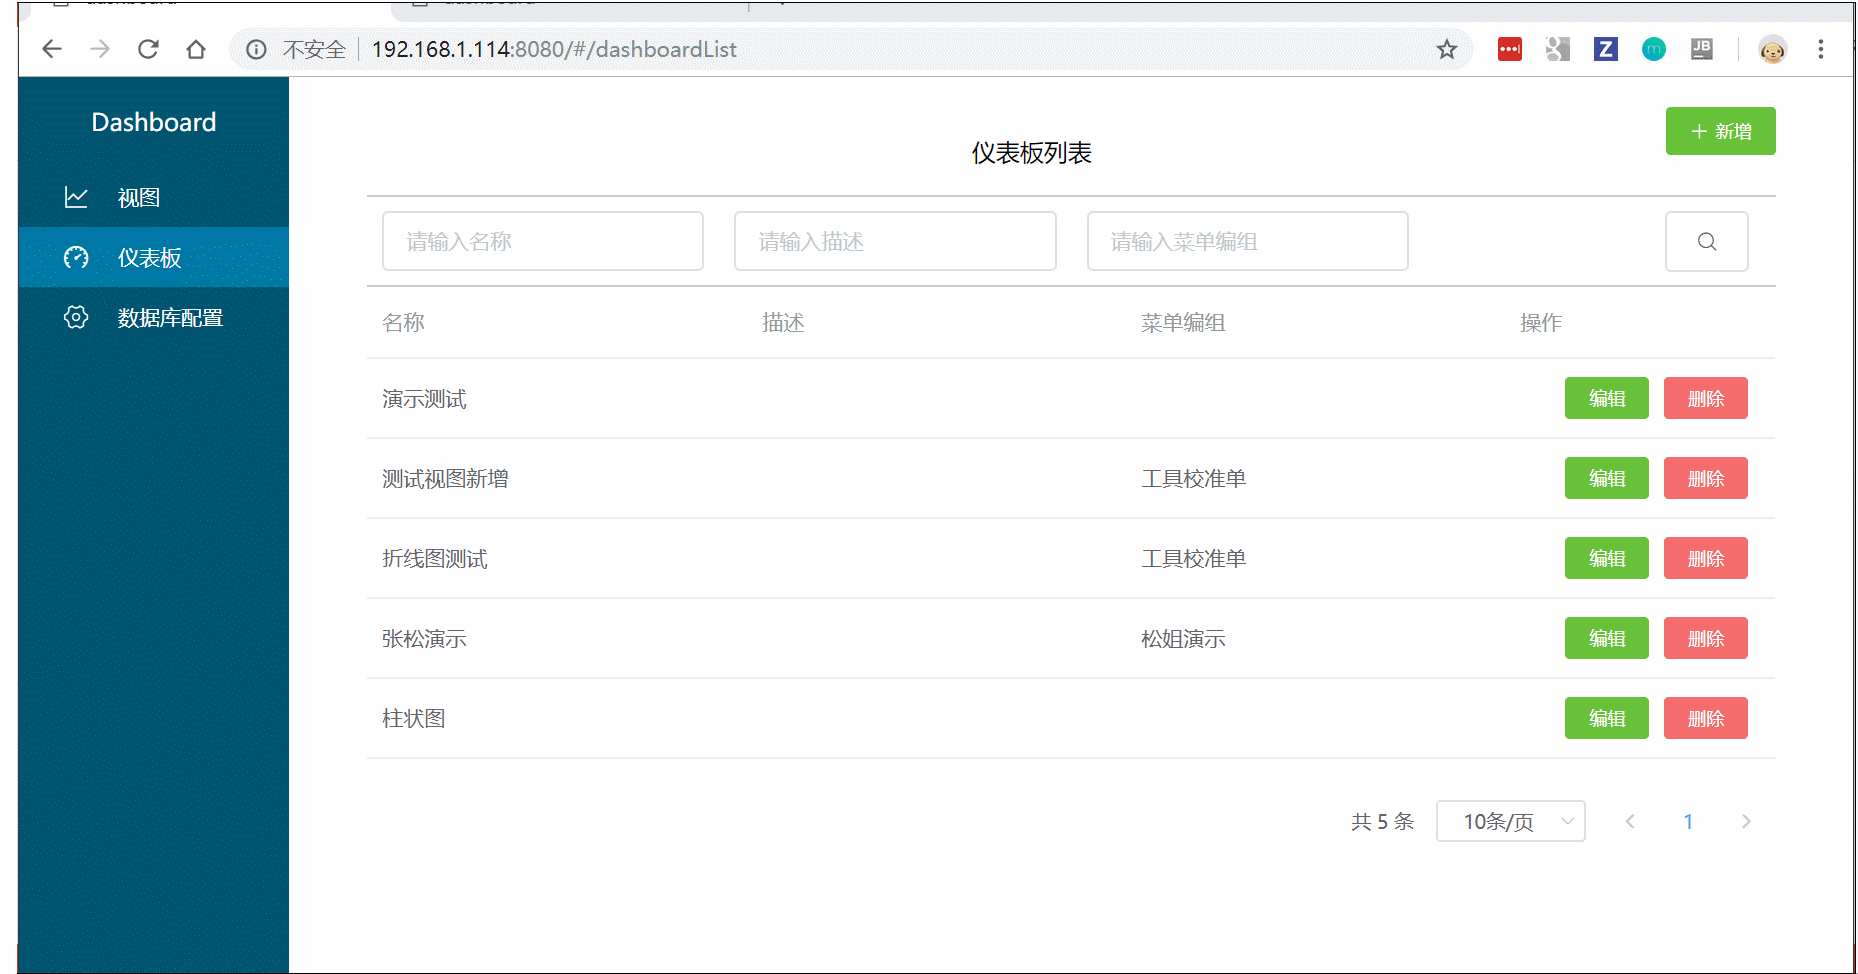 不安全 192.168.1.114:8080/#/dashboardList
Dashboard
视图
仪表板
数据库配置
仪表板列表
新增
请输入名称 请输入描述 请输入菜单编组
名称 描述 菜单编组 操作
演示测试 编辑 删除
测试视图新增 工具校准单 编辑 删除
折线图测试 工具校准单 编辑 删除
张松演示 松姐演示 编辑 删除
柱状图 编辑 删除
共 5 条 10条/页 1